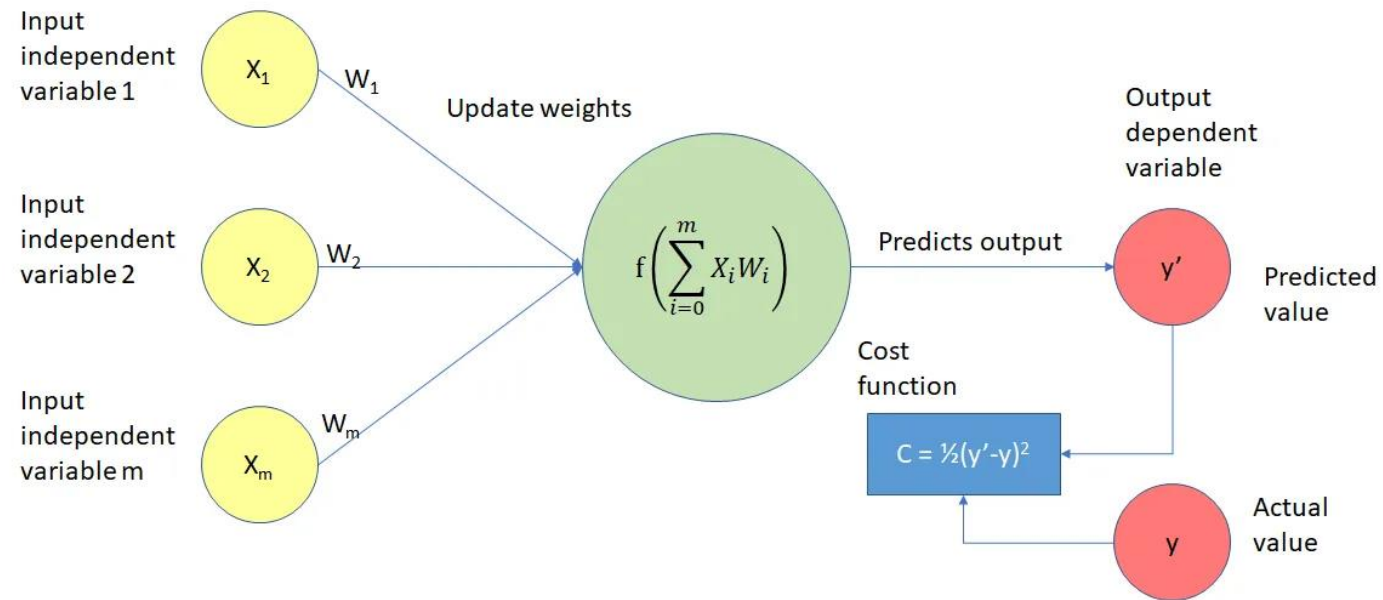 Input
independent
variable 1
X₁
W₁
Update weights
Input
independent
variable 2
X₂
W₂
Input
independent
variable m
Xₘ
Wₘ
f(∑_{i=0}^{m} XᵢWᵢ)
Predicts output
Output
dependent
variable
y’
Predicted
value
Cost
function
C = ½(y’-y)²
y
Actual
value